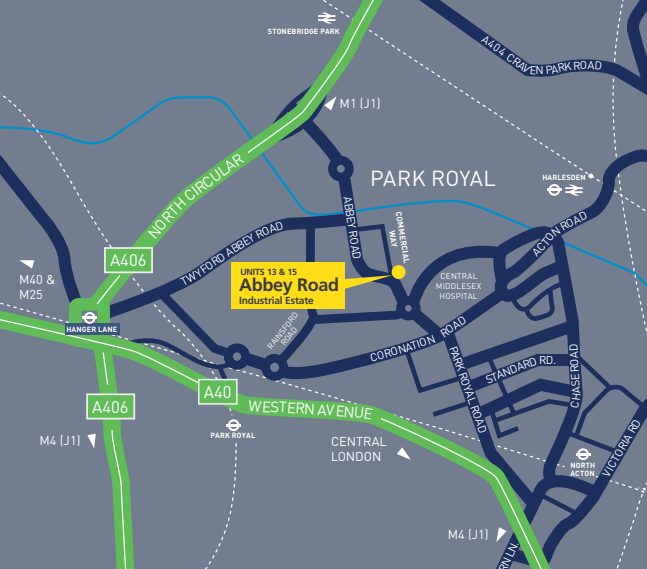 STONEBRIDGE PARK
A404 CRAVEN PARK ROAD
M1 (J1)
NORTH CIRCULAR
PARK ROYAL
HARLESDEN
ABBEY ROAD
COMMERCIAL
WAY
ACTON ROAD
TWYFORD ABBEY ROAD
A406
M40 &
M25
UNITS 13 & 15
Abbey Road
Industrial Estate
CENTRAL
MIDDLESEX
HOSPITAL
HANGER LANE
RAINSFORD
ROAD
CORONATION ROAD
PARK ROYAL ROAD
STANDARD RD.
CHASE ROAD
A40
A406
WESTERN AVENUE
PARK ROYAL
M4 (J1)
CENTRAL
LONDON
VICTORIA RD
NORTH
ACTON
M4 (J1)
RN LN.